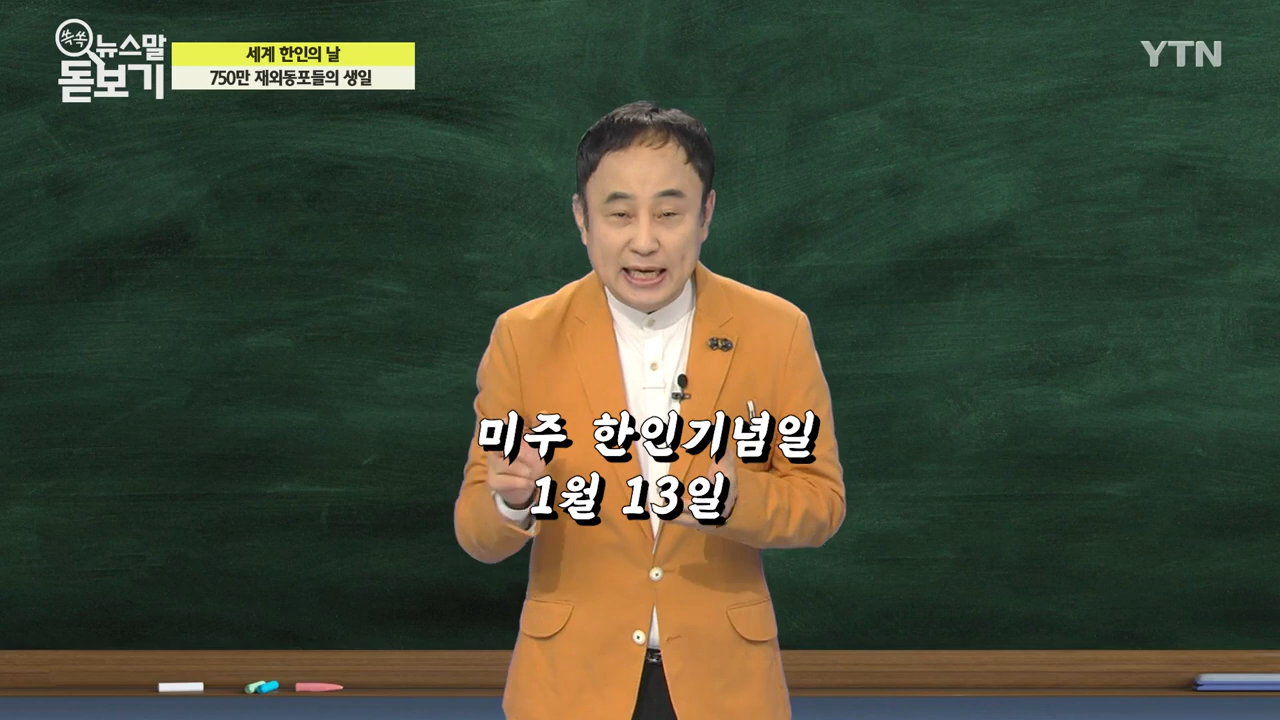 쏙쏙
뉴스말
돋보기
세계 한인의 날
750만 재외동포들의 생일
YTN
미주 한인기념일
1월 13일